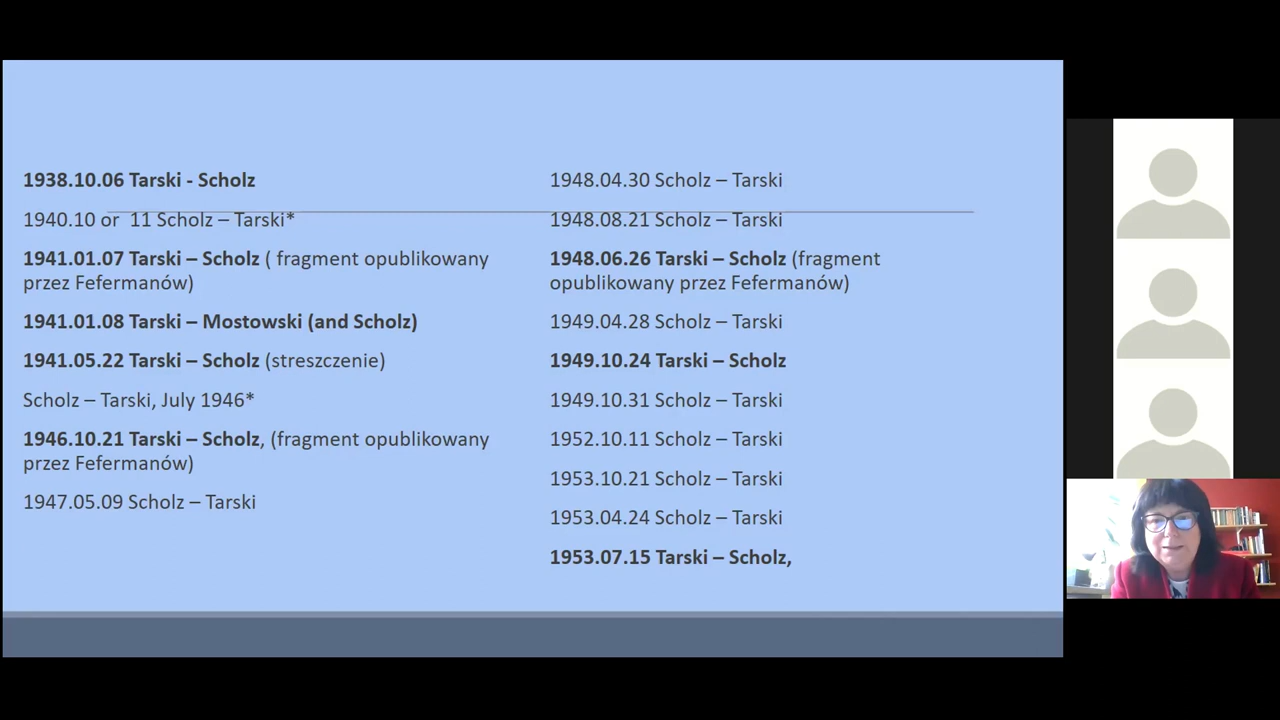 1938.10.06 Tarski - Scholz
1940.10 or 11 Scholz – Tarski*
1941.01.07 Tarski – Scholz ( fragment opublikowany
przez Fefermanów)
1941.01.08 Tarski – Mostowski (and Scholz)
1941.05.22 Tarski – Scholz (streszczenie)
Scholz – Tarski, July 1946*
1946.10.21 Tarski – Scholz, (fragment opublikowany
przez Fefermanów)
1947.05.09 Scholz – Tarski
1948.04.30 Scholz – Tarski
1948.08.21 Scholz – Tarski
1948.06.26 Tarski – Scholz (fragment
opublikowany przez Fefermanów)
1949.04.28 Scholz – Tarski
1949.10.24 Tarski – Scholz
1949.10.31 Scholz – Tarski
1952.10.11 Scholz – Tarski
1953.10.21 Scholz – Tarski
1953.04.24 Scholz – Tarski
1953.07.15 Tarski – Scholz,